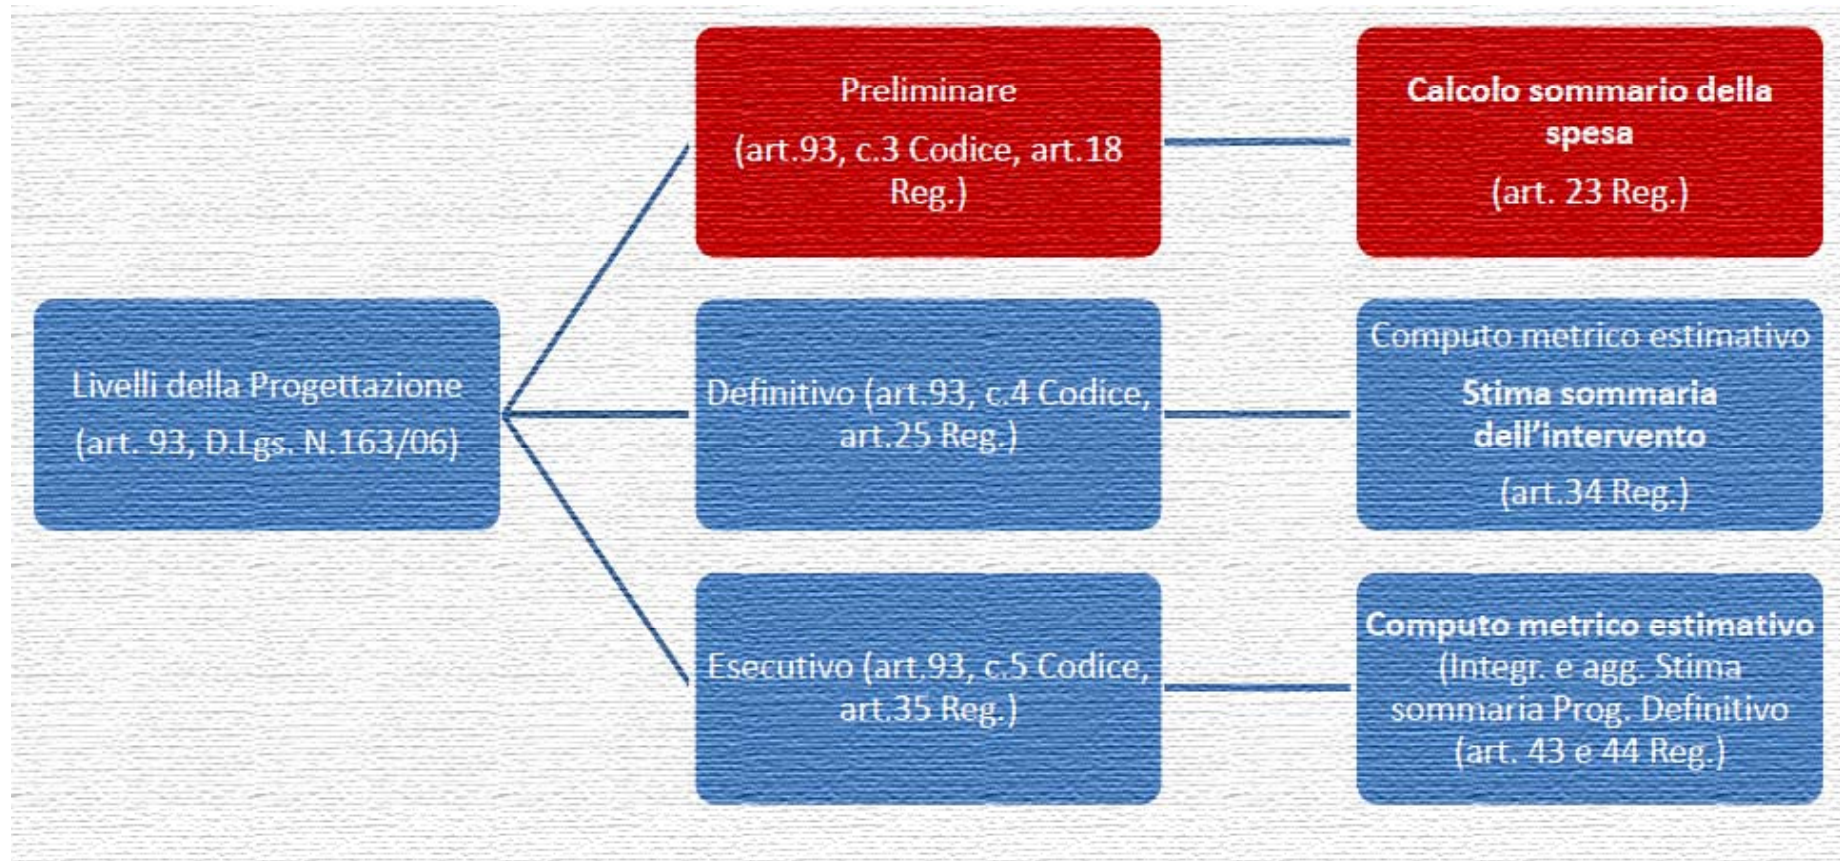 Livelli della Progettazione
(art. 93, D.Lgs. N.163/06)
Preliminare
(art.93, c.3 Codice, art.18
Reg.)
Calcolo sommario della
spesa
(art. 23 Reg.)
Definitivo (art.93, c.4 Codice,
art.25 Reg.)
Computo metrico estimativo
Stima sommaria
dell'intervento
(art.34 Reg.)
Esecutivo (art.93, c.5 Codice,
art.35 Reg.)
Computo metrico estimativo
(Integr. e agg. Stima
sommaria Prog. Definitivo
(art. 43 e 44 Reg.)